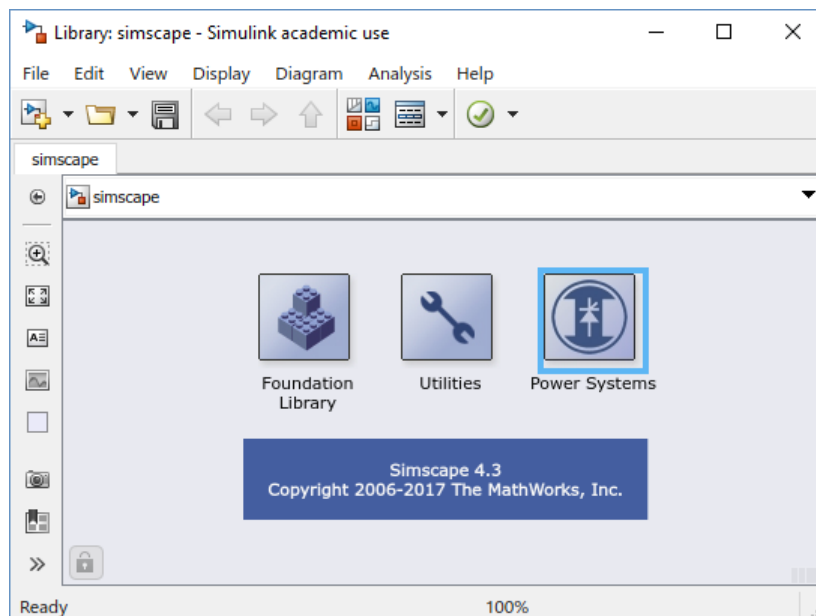 Library: simscape - Simulink academic use
File Edit View Display Diagram Analysis Help
simscape
simscape
Foundation
Library
Utilities
Power Systems
Simscape 4.3
Copyright 2006-2017 The MathWorks, Inc.
Ready 100%